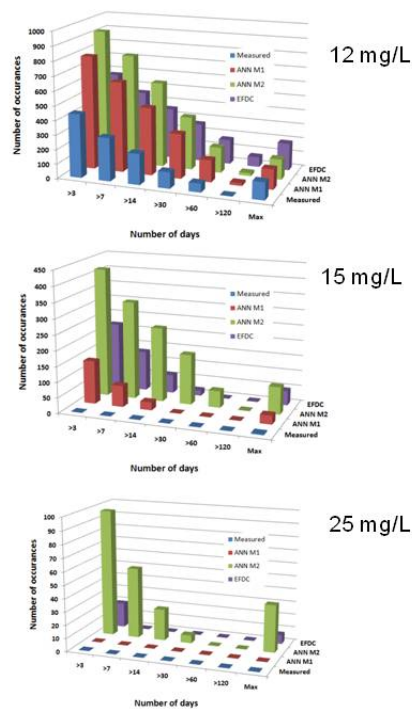 12 mg/L
Number of occurances
1000
900
800
700
600
500
400
300
200
100
0
Measured
ANN M1
ANN M2
EFDC
EFDC
ANN M2
ANN M1
Measured
>3
>7
>14
>30
>60
>120
Max
Number of days
15 mg/L
Number of occurances
450
400
350
300
250
200
150
100
50
0
Measured
ANN M1
ANN M2
EFDC
EFDC
ANN M2
ANN M1
Measured
>3
>7
>14
>30
>60
>120
Max
Number of days
25 mg/L
Number of occurances
100
90
80
70
60
50
40
30
20
10
0
Measured
ANN M1
ANN M2
EFDC
EFDC
ANN M2
ANN M1
Measured
>3
>7
>14
>30
>60
>120
Max
Number of days